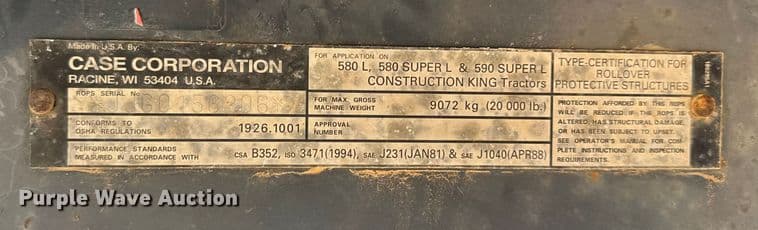 Made In U.S.A. By:
CASE CORPORATION
RACINE, WI 53404 U.S.A.
ROPS SERIAL No
CONFORMS TO
OSHA REGULATIONS 1926.1001
PERFORMANCE STANDARDS
MEASURED IN ACCORDANCE WITH CSA B352, ISO 3471(1994), SAE J231(JAN81) & SAE J1040(APR88)
FOR APPLICATION ON
580 L, 580 SUPER L & 590 SUPER L
CONSTRUCTION KING Tractors
FOR MAX. GROSS
MACHINE WEIGHT 9072 kg (20 000 lb.)
APPROVAL
NUMBER
TYPE-CERTIFICATION FOR
ROLLOVER
PROTECTIVE STRUCTURES
PROTECTION AFFORDED BY THIS ROPS
WILL BE REDUCED IF THE ROPS IS
ALTERED, HAS STRUCTURAL DAMAGE,
OR HAS BEEN SUBJECT TO UPSET.
SEE OPERATOR'S MANUAL FOR COM-
PLETE INSTRUCTIONS AND INSPECTION
REQUIREMENTS.
Purple Wave Auction